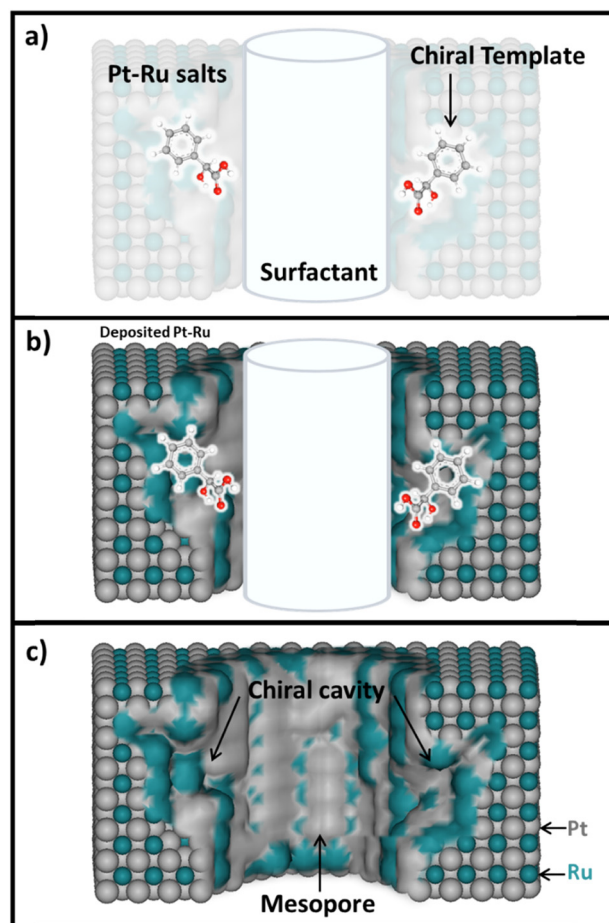 a)
Pt-Ru salts
Chiral Template
Surfactant
Deposited Pt-Ru
b)
c)
Chiral cavity
Pt
Ru
Mesopore